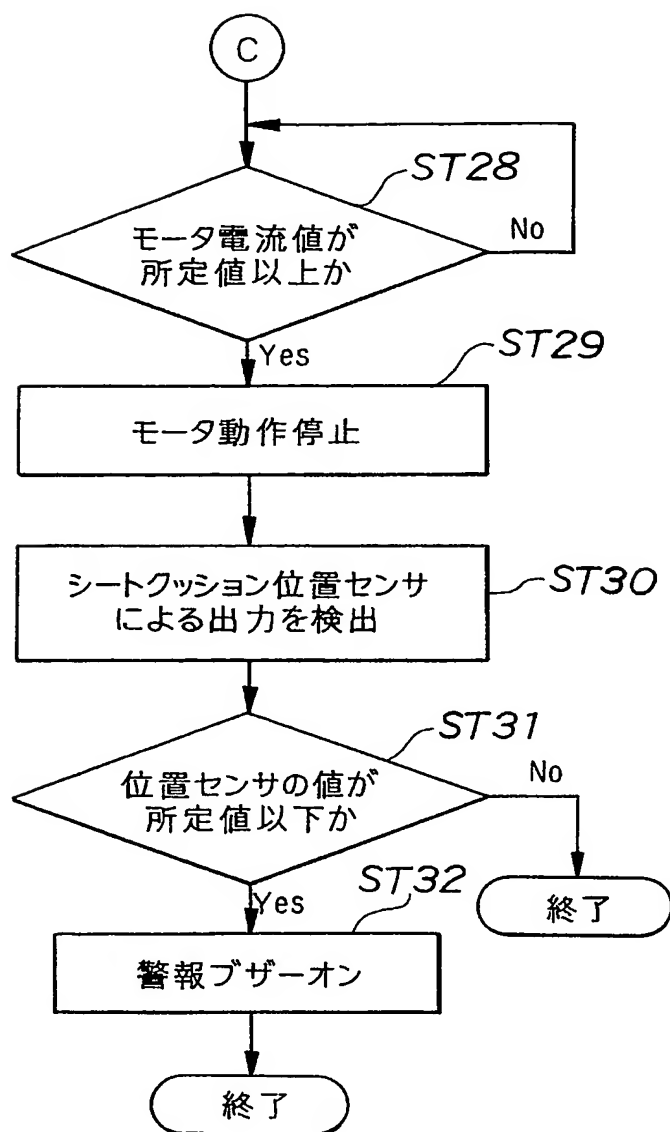 C
ST28
モータ電流値が
所定値以上か
No
Yes
ST29
モータ動作停止
シートクッション位置センサ
による出力を検出
ST30
ST31
位置センサの値が
所定値以下か
No
Yes
終了
ST32
警報ブザーオン
終了